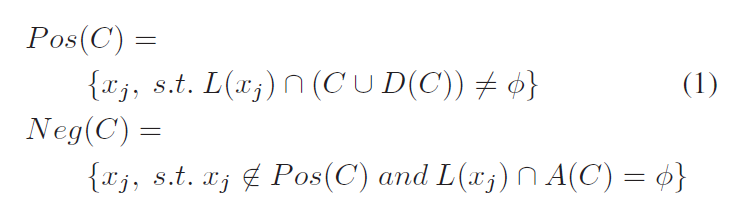 Pos(C) =
{x_j, s.t. L(x_j) ∩ (C ∪ D(C)) ≠ ϕ} (1)
Neg(C) =
{x_j, s.t. x_j ∉ Pos(C) and L(x_j) ∩ A(C) = ϕ}